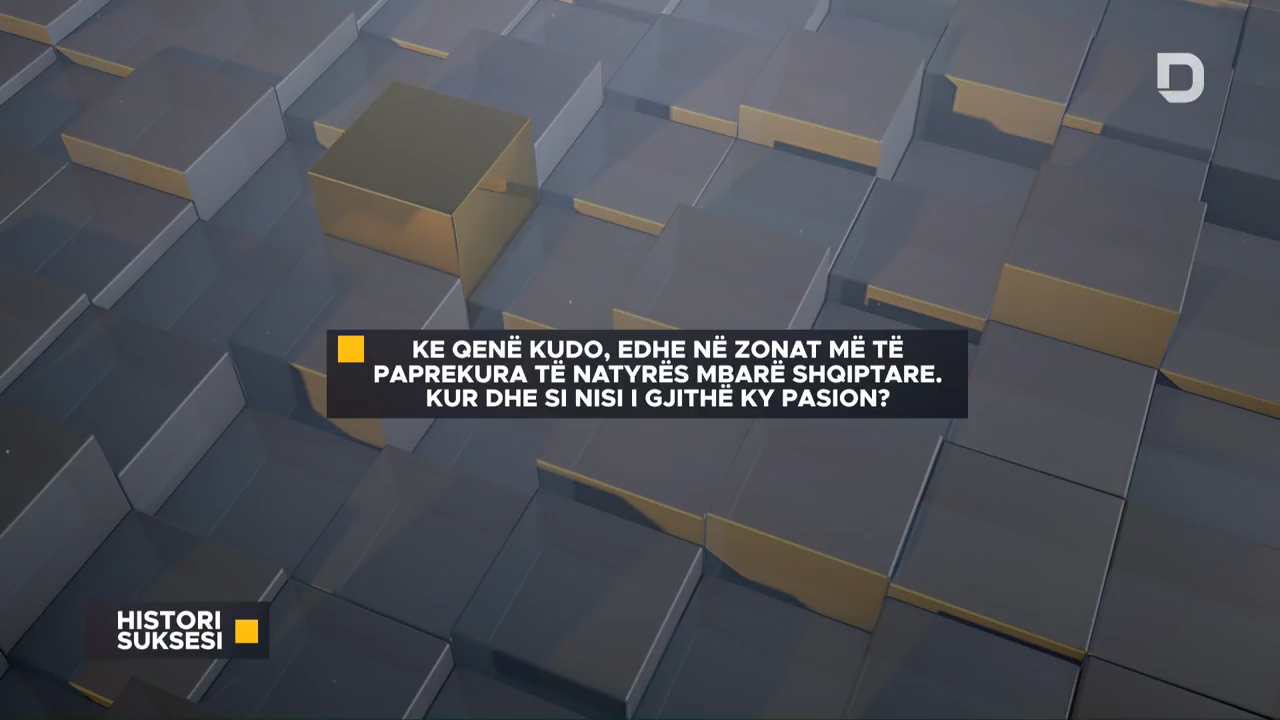 D
KE QENË KUDO, EDHE NË ZONAT MË TË
PAPREKURA TË NATYRËS MBARË SHQIPTARE.
KUR DHE SI NISI I GJITHË KY PASION?
HISTORI
SUKSESI